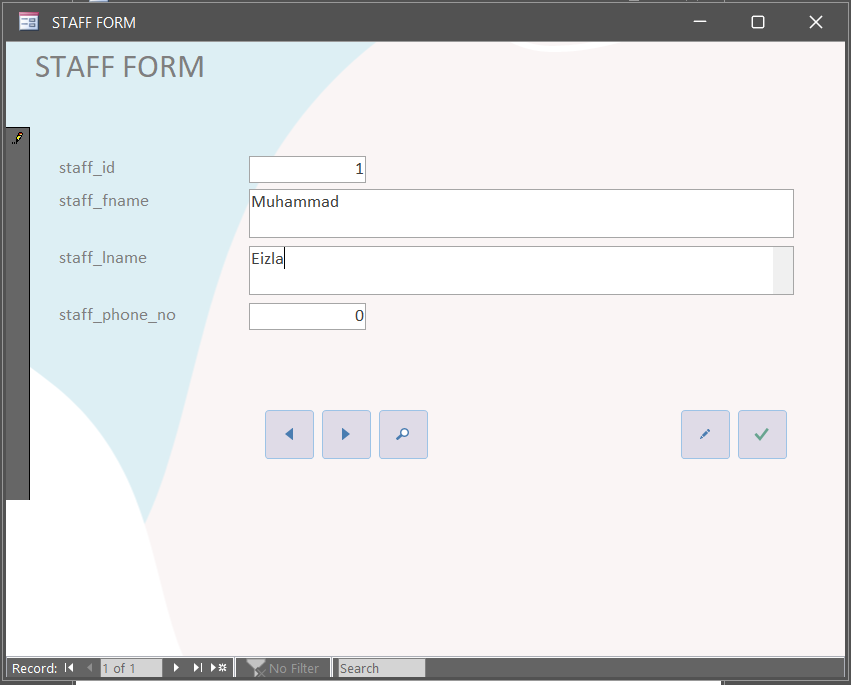 STAFF FORM
STAFF FORM
staff_id 1
staff_fname Muhammad
staff_lname Eizla
staff_phone_no 0
Record: 1 of 1 No Filter Search